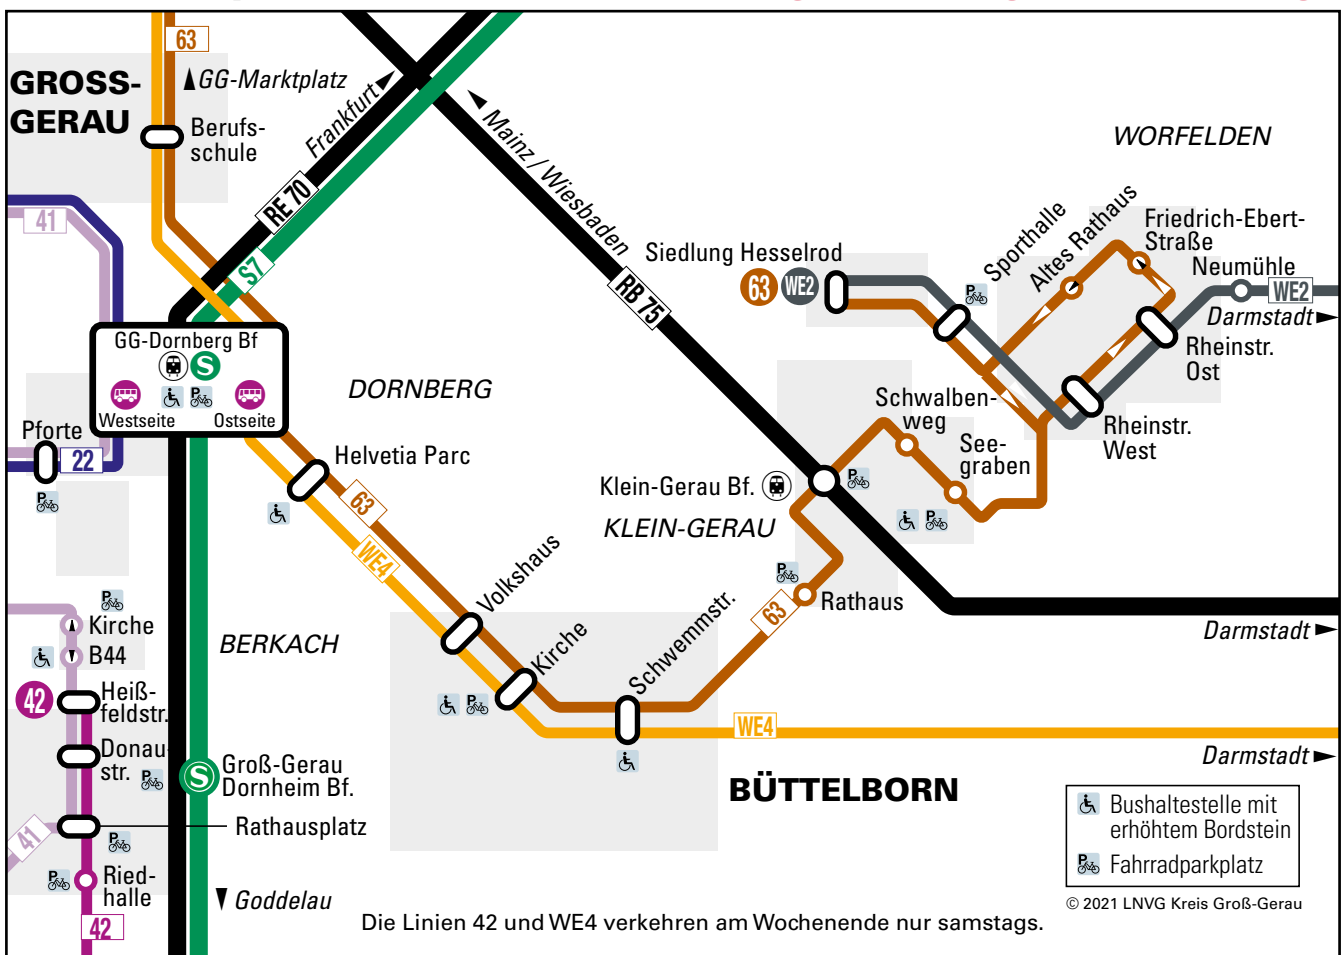 63
GROSS-
GERAU
GG-Marktplatz
Berufs-
schule
Frankfurt
RE 70
S7
Mainz / Wiesbaden
RB 75
WORFELDEN
Siedlung Hesselrod
63
WE2
Sporthalle
Altes Rathaus
Friedrich-Ebert-
Straße
Neumühle
WE2
Darmstadt
Rheinstr.
Ost
Rheinstr.
West
41
GG-Dornberg Bf
S
Westseite
Ostseite
P
DORNBERG
Pforte
22
P
Helvetia Parc
63
WE4
Schwalben-
weg
See-
graben
P
P
P
Klein-Gerau Bf.
KLEIN-GERAU
P
Rathaus
63
Darmstadt
Volkshaus
Kirche
Schwemmstr.
P
WE4
Darmstadt
BÜTTELBORN
BERKACH
P
Kirche
B44
42
Heiß-
feldstr.
Donau-
str.
P
S
Groß-Gerau
Dornheim Bf.
Rathausplatz
41
P
P
Ried-
halle
42
Goddelau
Bushaltestelle mit
erhöhtem Bordstein
P
Fahrradparkplatz
© 2021 LNVG Kreis Groß-Gerau
Die Linien 42 und WE4 verkehren am Wochenende nur samstags.